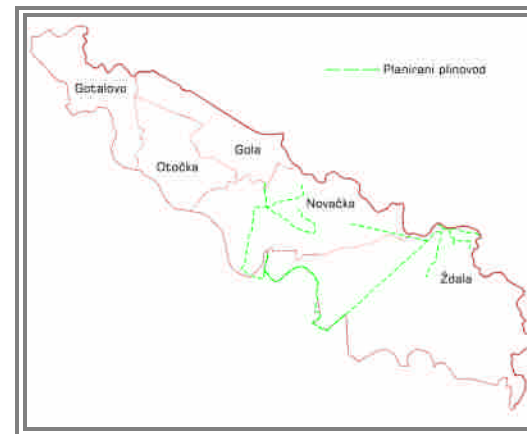 Planirani plinovod
Gotalovo
Gola
Otočka
Novačka
Ždala